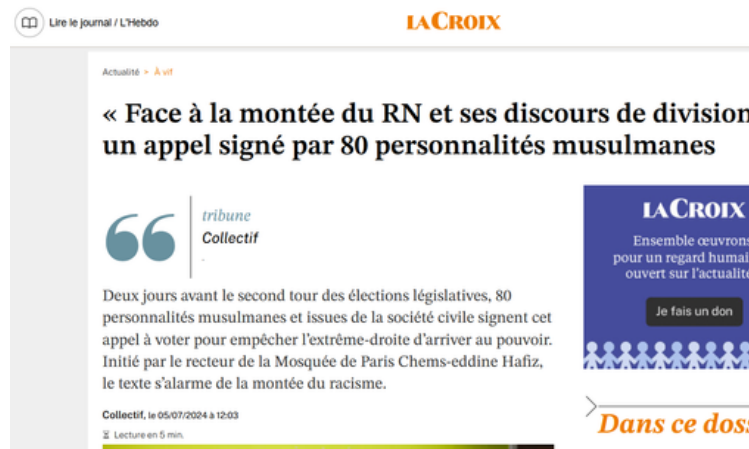 Lire le journal / L'Hebdo
LA CROIX
Actualité > À vif
« Face à la montée du RN et ses discours de division
un appel signé par 80 personnalités musulmanes
tribune
Collectif
Deux jours avant le second tour des élections législatives, 80
personnalités musulmanes et issues de la société civile signent cet
appel à voter pour empêcher l’extrême-droite d’arriver au pouvoir.
Initié par le recteur de la Mosquée de Paris Chems-eddine Hafiz,
le texte s’alarme de la montée du racisme.
Collectif, le 05/07/2024 à 12:03
Lecture en 5 min.
LA CROIX
Ensemble œuvrons
pour un regard humai
ouvert sur l'actualité
Je fais un don
Dans ce doss